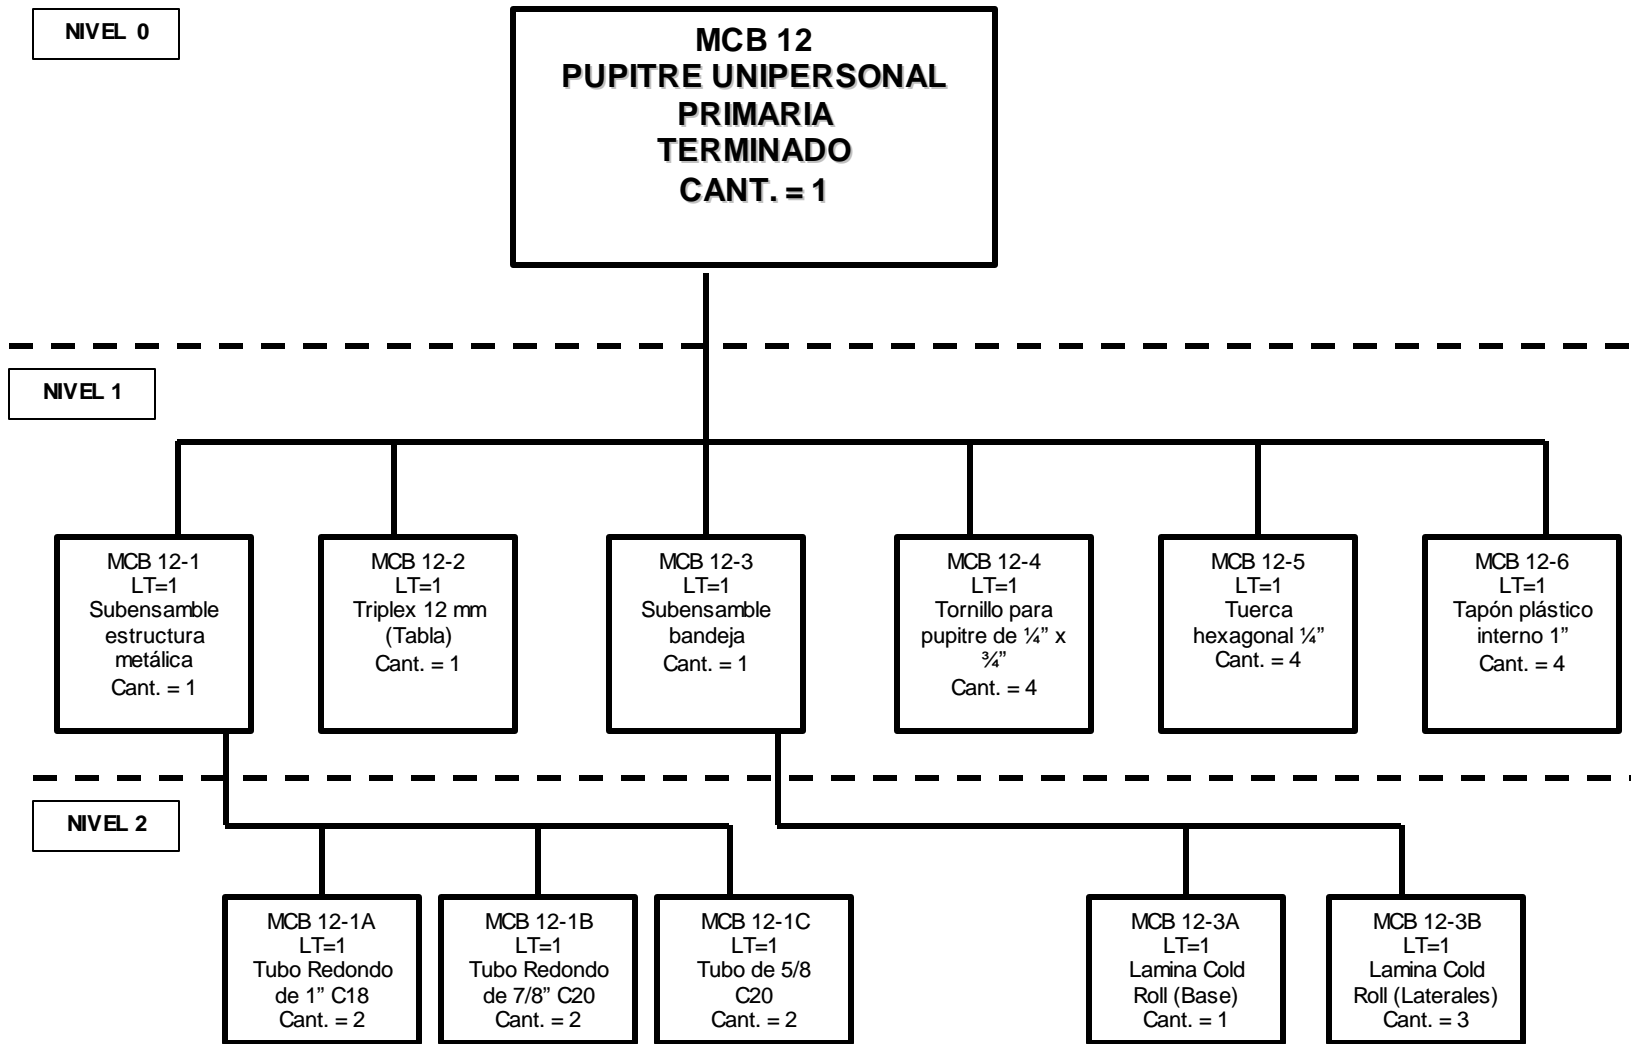 NIVEL 0
MCB 12
PUPITRE UNIPERSONAL
PRIMARIA
TERMINADO
CANT. = 1
NIVEL 1
MCB 12-1
LT=1
Subensamble
estructura
metálica
Cant. = 1
MCB 12-2
LT=1
Triplex 12 mm
(Tabla)
Cant. = 1
MCB 12-3
LT=1
Subensamble
bandeja
Cant. = 1
MCB 12-4
LT=1
Tornillo para
pupitre de ¼” x
¾”
Cant. = 4
MCB 12-5
LT=1
Tuerca
hexagonal ¼”
Cant. = 4
MCB 12-6
LT=1
Tapón plástico
interno 1”
Cant. = 4
NIVEL 2
MCB 12-1A
LT=1
Tubo Redondo
de 1” C18
Cant. = 2
MCB 12-1B
LT=1
Tubo Redondo
de 7/8” C20
Cant. = 2
MCB 12-1C
LT=1
Tubo de 5/8
C20
Cant. = 2
MCB 12-3A
LT=1
Lamina Cold
Roll (Base)
Cant. = 1
MCB 12-3B
LT=1
Lamina Cold
Roll (Laterales)
Cant. = 3